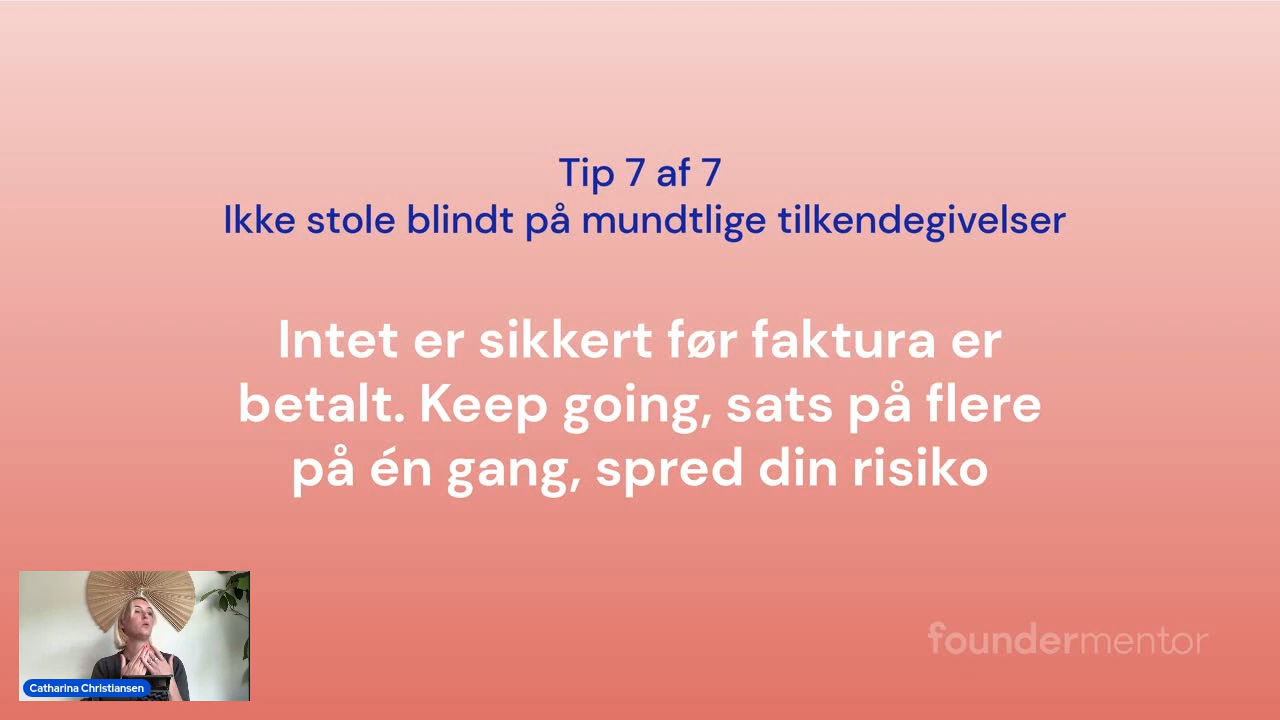 Tip 7 af 7
Ikke stole blindt på mundtlige tilkendegivelser
Intet er sikkert før faktura er
betalt. Keep going, sats på flere
på én gang, spred din risiko
foundermentor
Catharina Christiansen